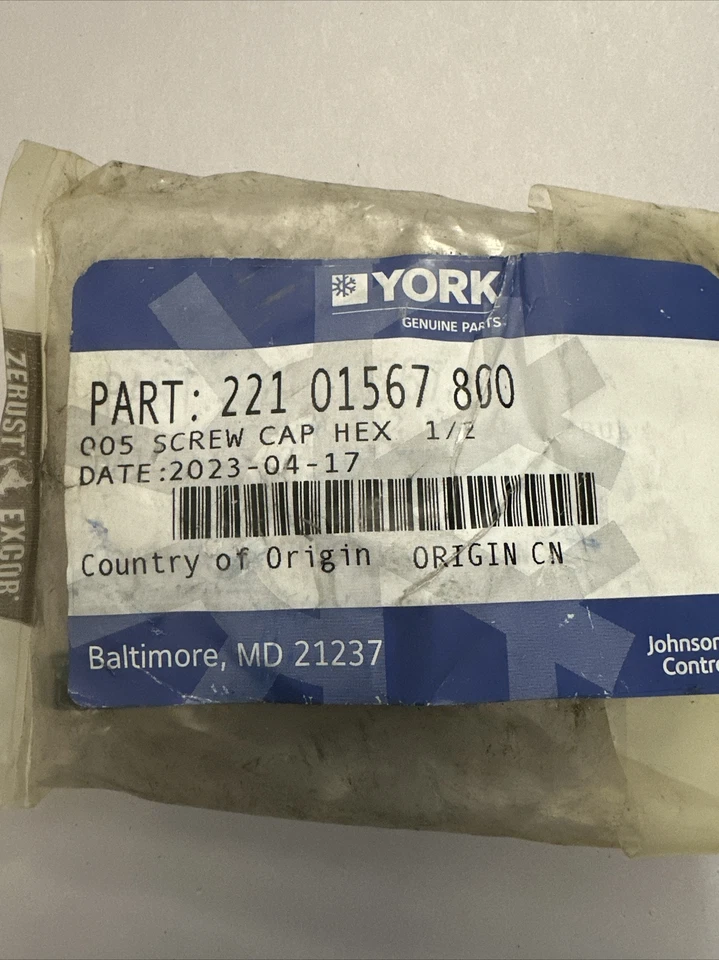 YORK
GENUINE PARTS
PART: 221 01567 800
005 SCREW CAP HEX 1/2
DATE:2023-04-17
Country of Origin ORIGIN CN
Baltimore, MD 21237
Johnson
Contro
ZERUST EXCOR